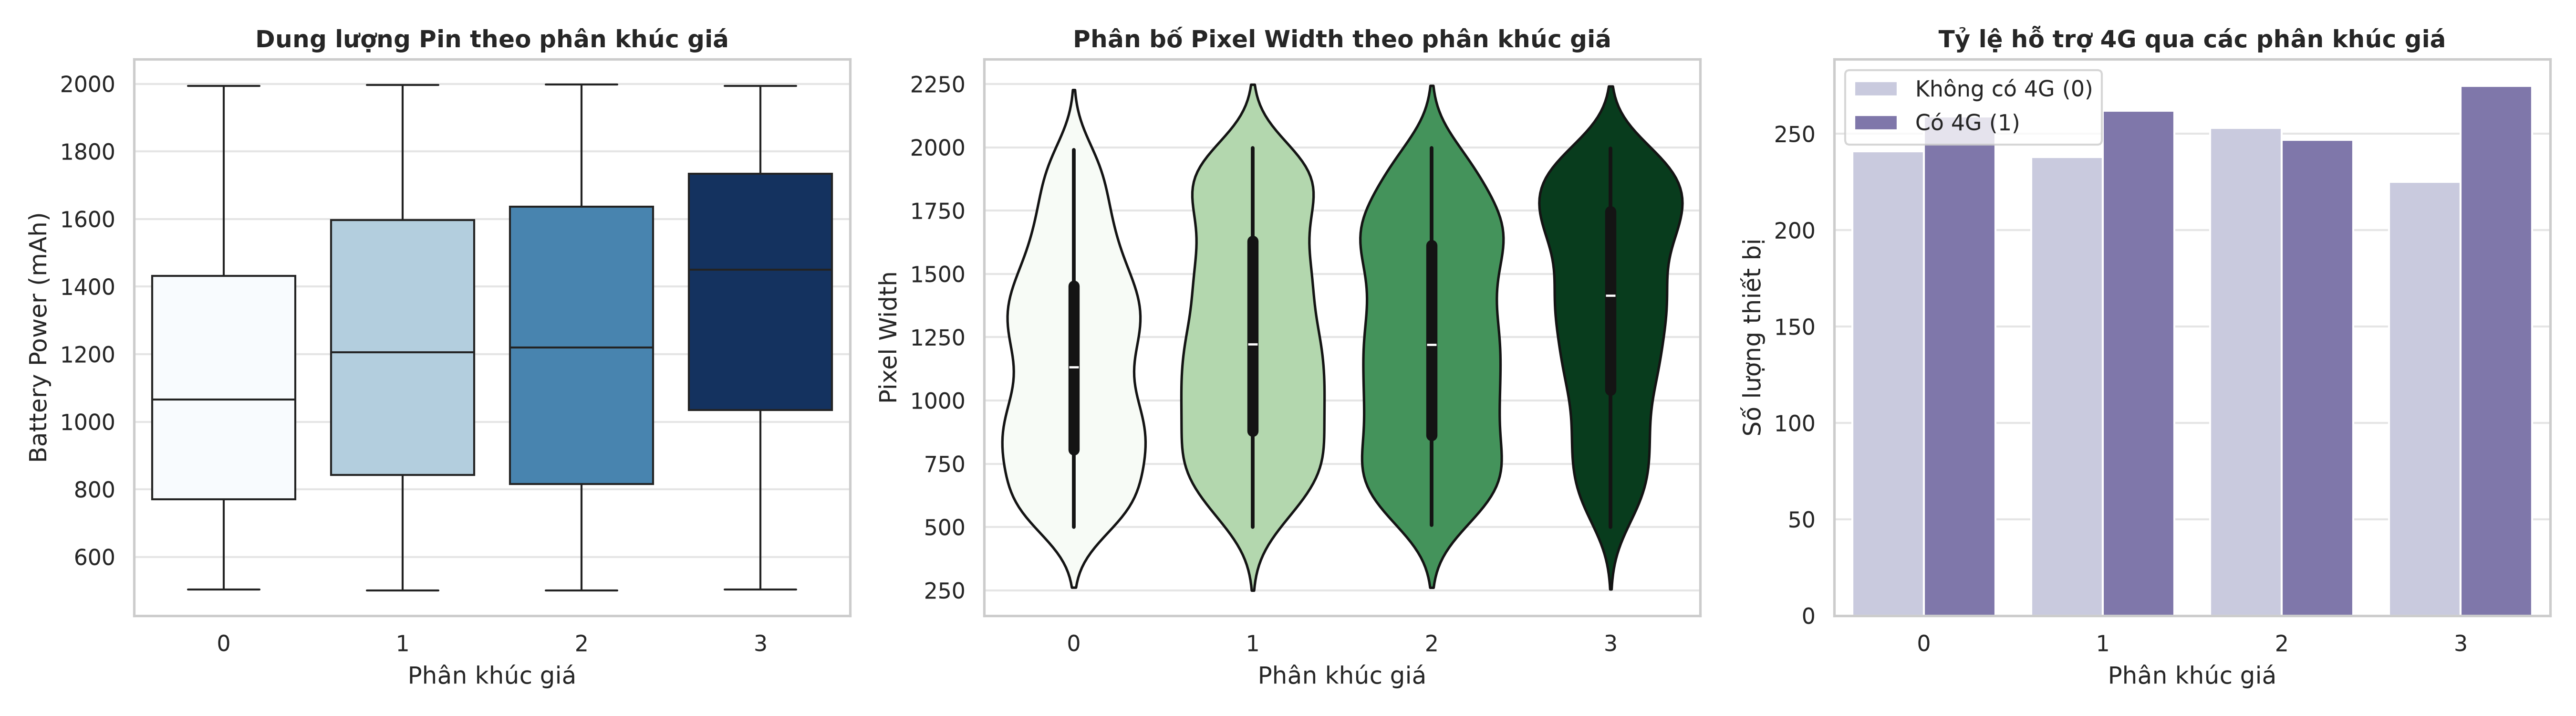 Dung lượng Pin theo phân khúc giá
Battery Power (mAh)
2000
1800
1600
1400
1200
1000
800
600
0 1 2 3
Phân khúc giá
Phân bố Pixel Width theo phân khúc giá
Pixel Width
2250
2000
1750
1500
1250
1000
750
500
250
0 1 2 3
Phân khúc giá
Tỷ lệ hỗ trợ 4G qua các phân khúc giá
Không có 4G (0)
Có 4G (1)
Số lượng thiết bị
250
200
150
100
50
0
0 1 2 3
Phân khúc giá